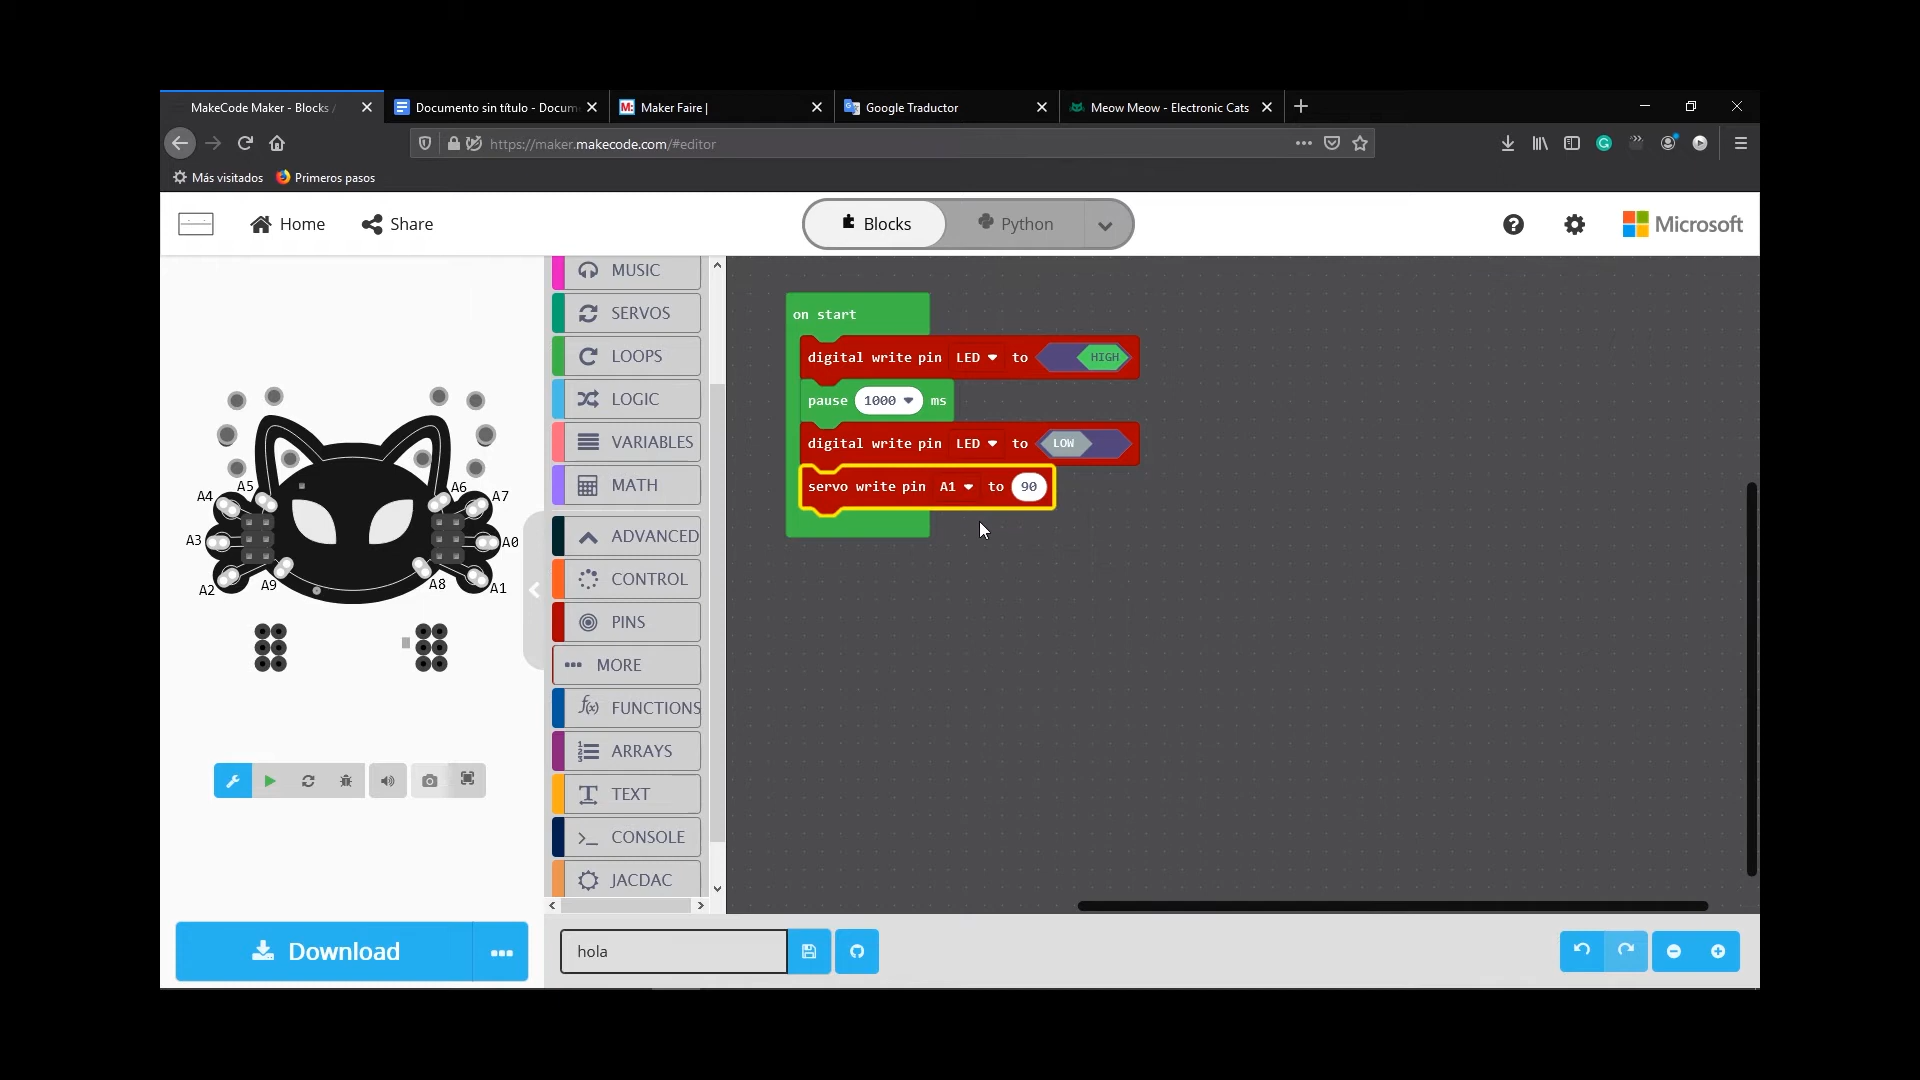 MakeCode Maker - Blocks /
Documento sin título - Docum
Maker Faire |
Google Traductor
Meow Meow - Electronic Cats
https://maker.makecode.com/#editor
Más visitados
Primeros pasos
Home
Share
Blocks
Python
Microsoft
MUSIC
SERVOS
LOOPS
LOGIC
VARIABLES
MATH
ADVANCED
CONTROL
PINS
MORE
FUNCTIONS
ARRAYS
TEXT
CONSOLE
JACDAC
on start
digital write pin LED to HIGH
pause 1000 ms
digital write pin LED to LOW
servo write pin A1 to 90
A4
A5
A6
A7
A3
A0
A2
A9
A8
A1
Download
hola